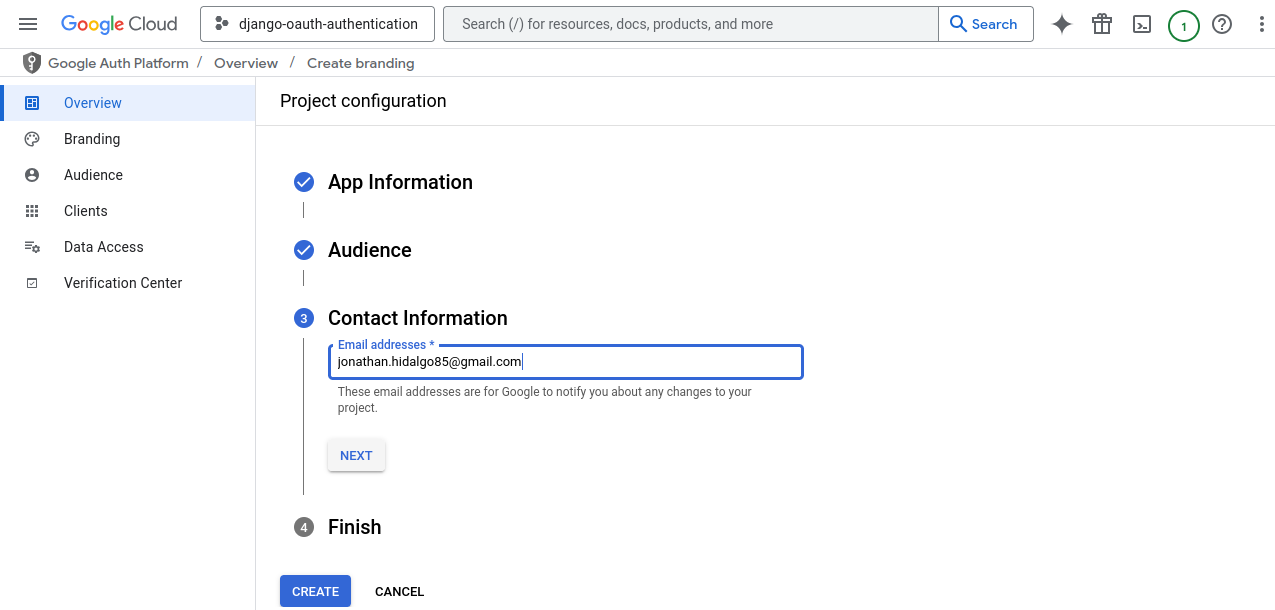 Google Cloud
django-oauth-authentication
Search (/) for resources, docs, products, and more
Search
1
Google Auth Platform / Overview / Create branding
Overview
Branding
Audience
Clients
Data Access
Verification Center
Project configuration
App Information
Audience
3 Contact Information
Email addresses *
jonathan.hidalgo85@gmail.com
These email addresses are for Google to notify you about any changes to your
project.
NEXT
4 Finish
CREATE CANCEL